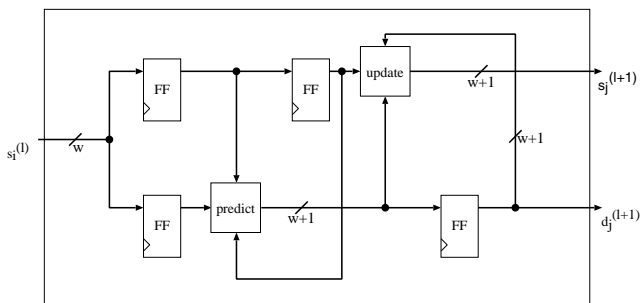 FF
FF
update
w+1
s_j^(l+1)
s_i^(l)
w
w+1
FF
predict
w+1
FF
d_j^(l+1)